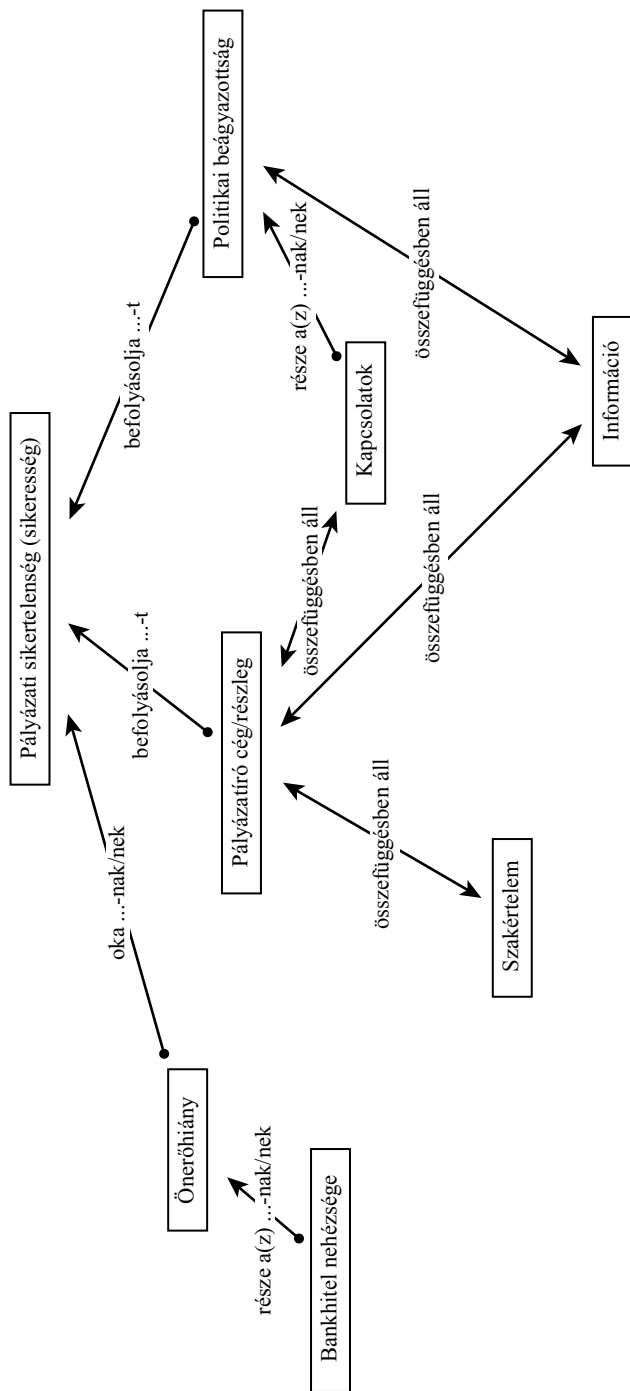 Pályázati sikertelenség (sikeresség)
oka ...-nak/nek
befolyásolja ...-t
befolyásolja ...-t
Önerőhiány
Pályázatíró cég/részleg
Politikai beágyazottság
része a(z) ...-nak/nek
összefüggésben áll
része a(z) ...-nak/nek
Bankhitel nehézsége
Kapcsolatok
összefüggésben áll
összefüggésben áll
összefüggésben áll
Szakértelem
Információ